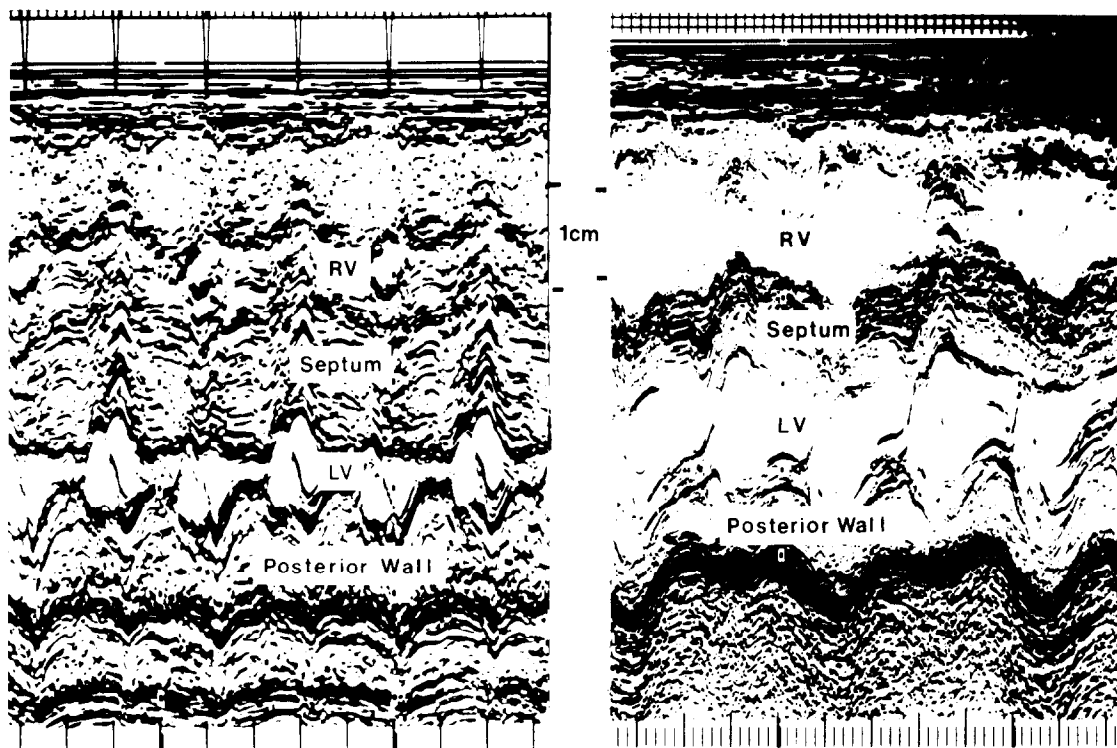 RV
Septum
LV
Posterior Wall
1cm
RV
Septum
LV
Posterior Wall